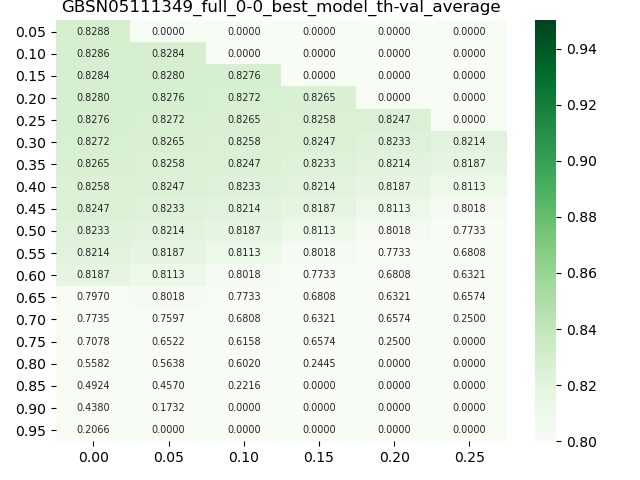 GBSN05111349_full_0-0_best_model_th-val_average
0.05 0.8288 0.0000 0.0000 0.0000 0.0000 0.0000
0.10 0.8286 0.8284 0.0000 0.0000 0.0000 0.0000
0.15 0.8284 0.8280 0.8276 0.0000 0.0000 0.0000
0.20 0.8280 0.8276 0.8272 0.8265 0.0000 0.0000
0.25 0.8276 0.8272 0.8265 0.8258 0.8247 0.0000
0.30 0.8272 0.8265 0.8258 0.8247 0.8233 0.8214
0.35 0.8265 0.8258 0.8247 0.8233 0.8214 0.8187
0.40 0.8258 0.8247 0.8233 0.8214 0.8187 0.8113
0.45 0.8247 0.8233 0.8214 0.8187 0.8113 0.8018
0.50 0.8233 0.8214 0.8187 0.8113 0.8018 0.7733
0.55 0.8214 0.8187 0.8113 0.8018 0.7733 0.6808
0.60 0.8187 0.8113 0.8018 0.7733 0.6808 0.6321
0.65 0.7970 0.8018 0.7733 0.6808 0.6321 0.6574
0.70 0.7735 0.7597 0.6808 0.6321 0.6574 0.2500
0.75 0.7078 0.6522 0.6158 0.6574 0.2500 0.0000
0.80 0.5582 0.5638 0.6020 0.2445 0.0000 0.0000
0.85 0.4924 0.4570 0.2216 0.0000 0.0000 0.0000
0.90 0.4380 0.1732 0.0000 0.0000 0.0000 0.0000
0.95 0.2066 0.0000 0.0000 0.0000 0.0000 0.0000
0.00 0.05 0.10 0.15 0.20 0.25
0.94
0.92
0.90
0.88
0.86
0.84
0.82
0.80